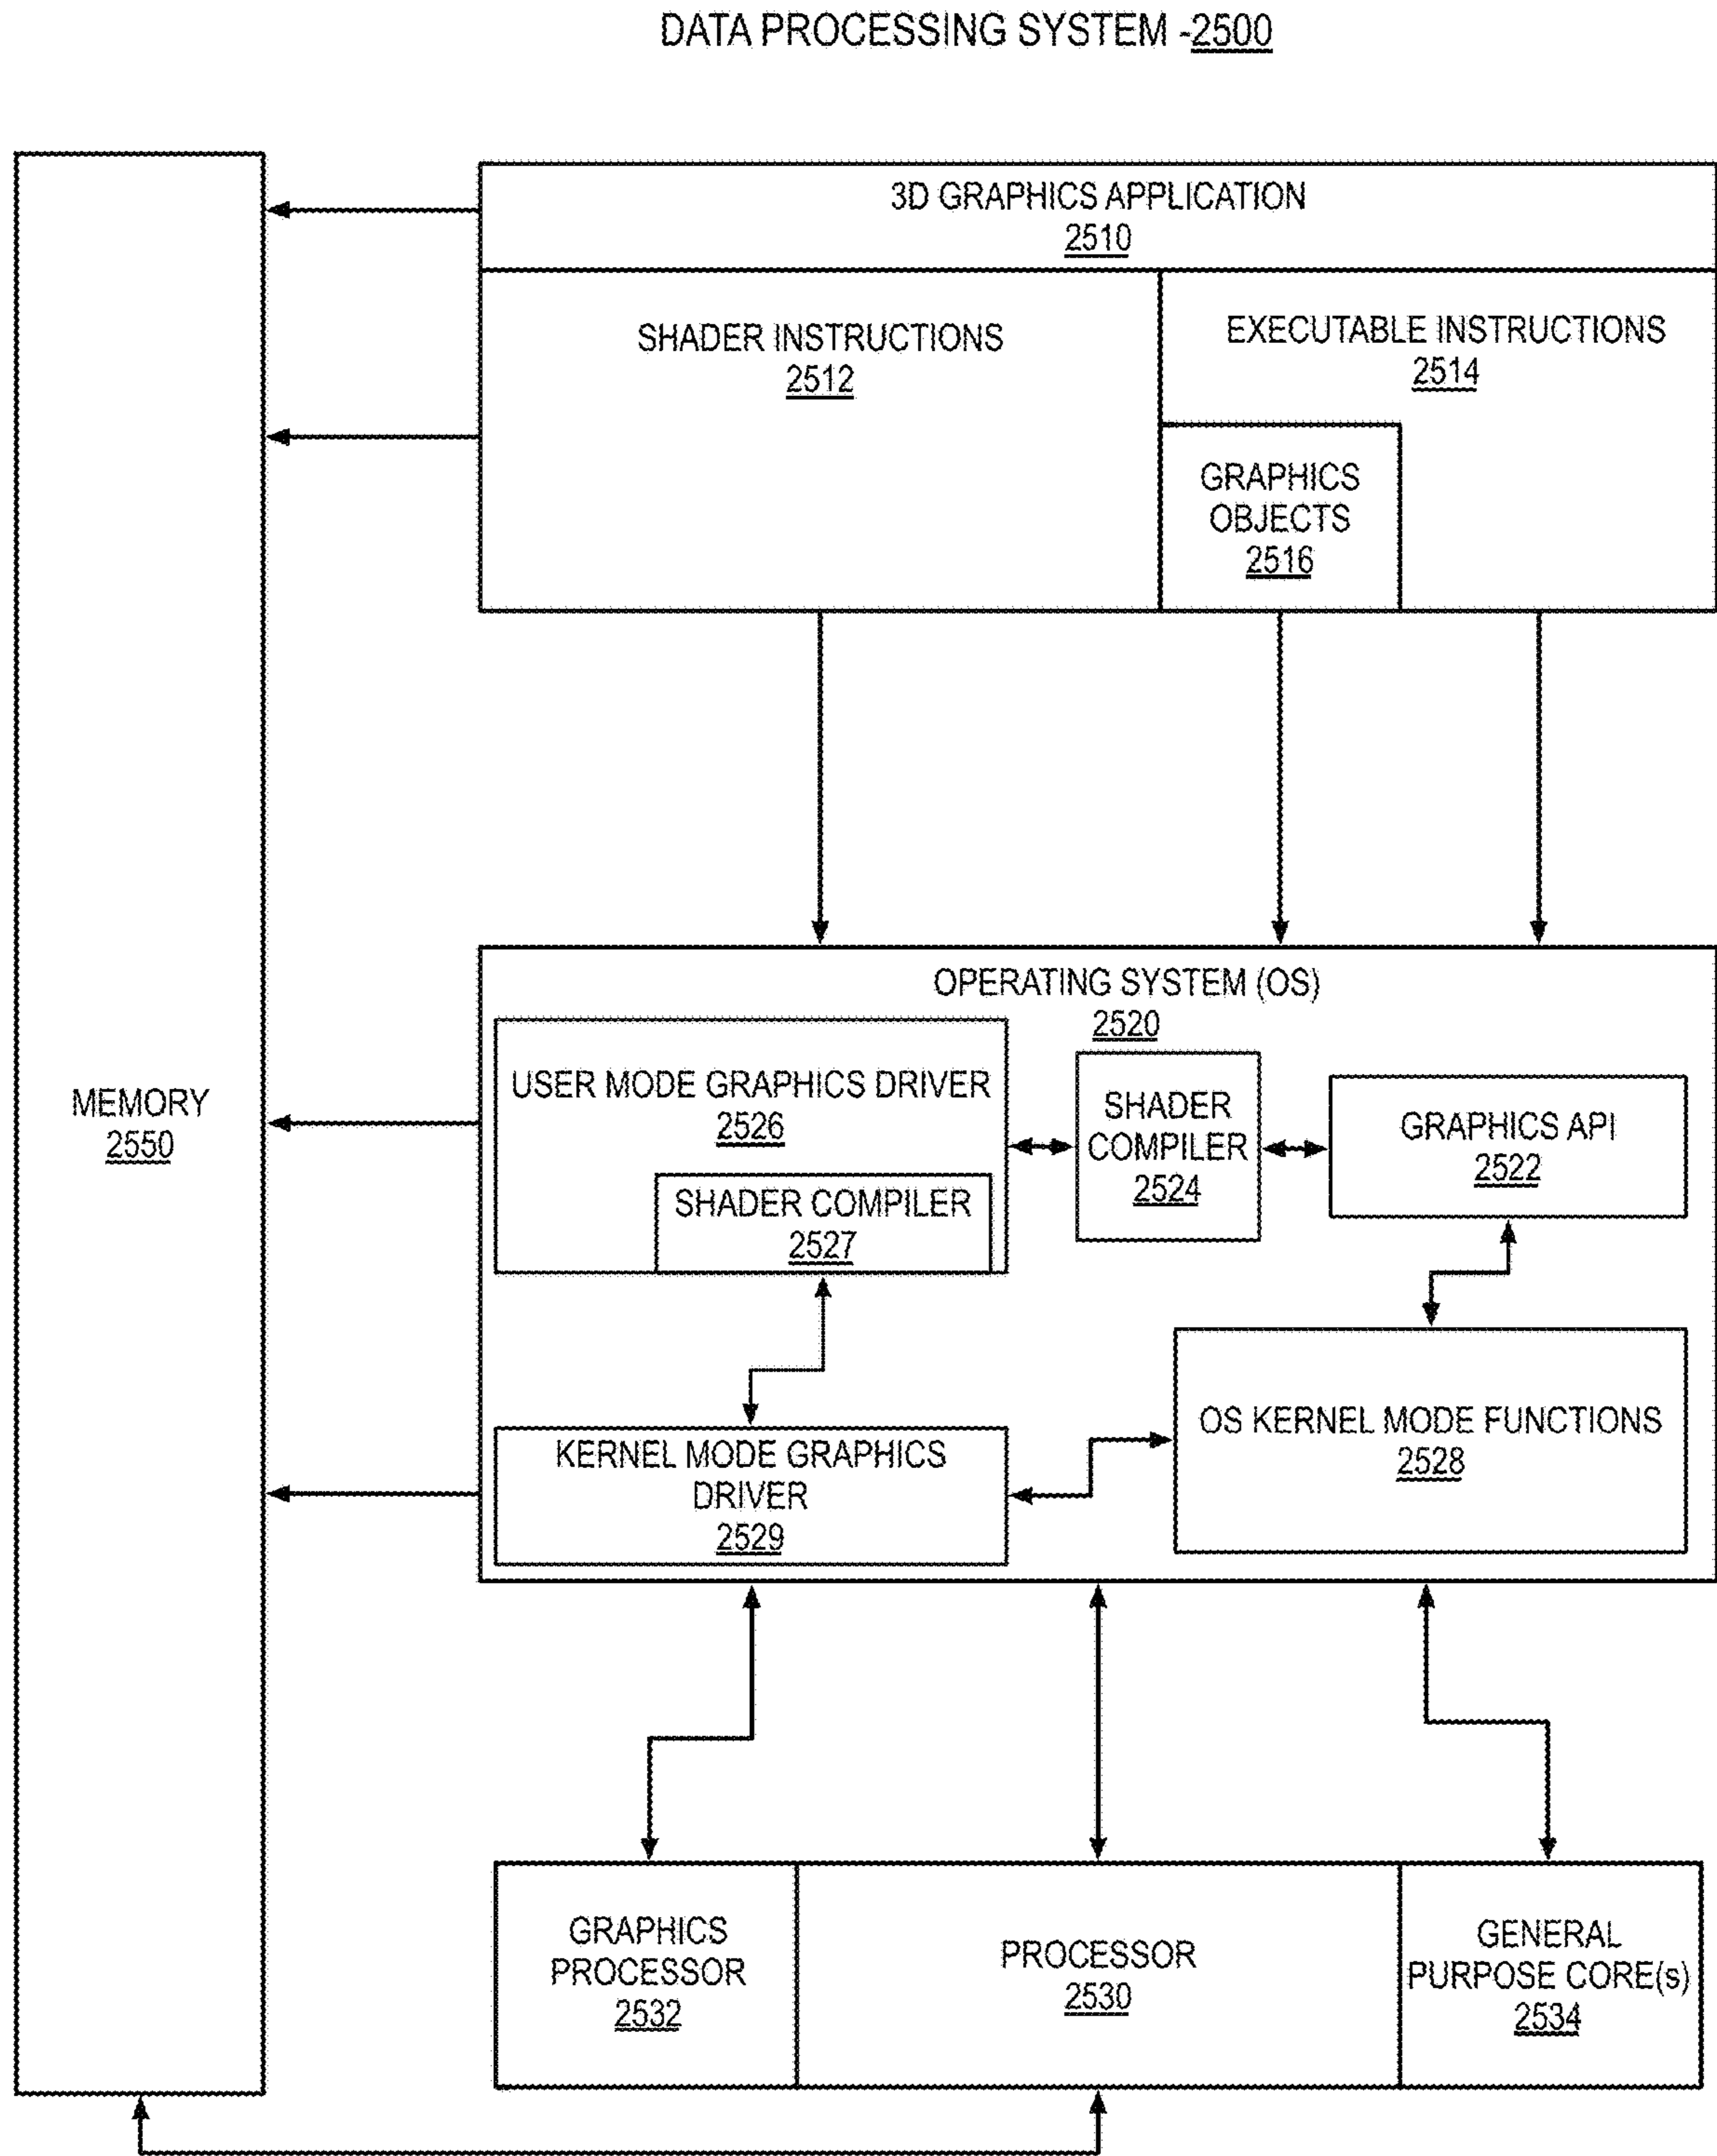 DATA PROCESSING SYSTEM -2500
3D GRAPHICS APPLICATION
2510
SHADER INSTRUCTIONS
2512
EXECUTABLE INSTRUCTIONS
2514
GRAPHICS
OBJECTS
2516
MEMORY
2550
OPERATING SYSTEM (OS)
2520
USER MODE GRAPHICS DRIVER
2526
SHADER COMPILER
2527
SHADER
COMPILER
2524
GRAPHICS API
2522
KERNEL MODE GRAPHICS
DRIVER
2529
OS KERNEL MODE FUNCTIONS
2528
GRAPHICS
PROCESSOR
2532
PROCESSOR
2530
GENERAL
PURPOSE CORE(s)
2534